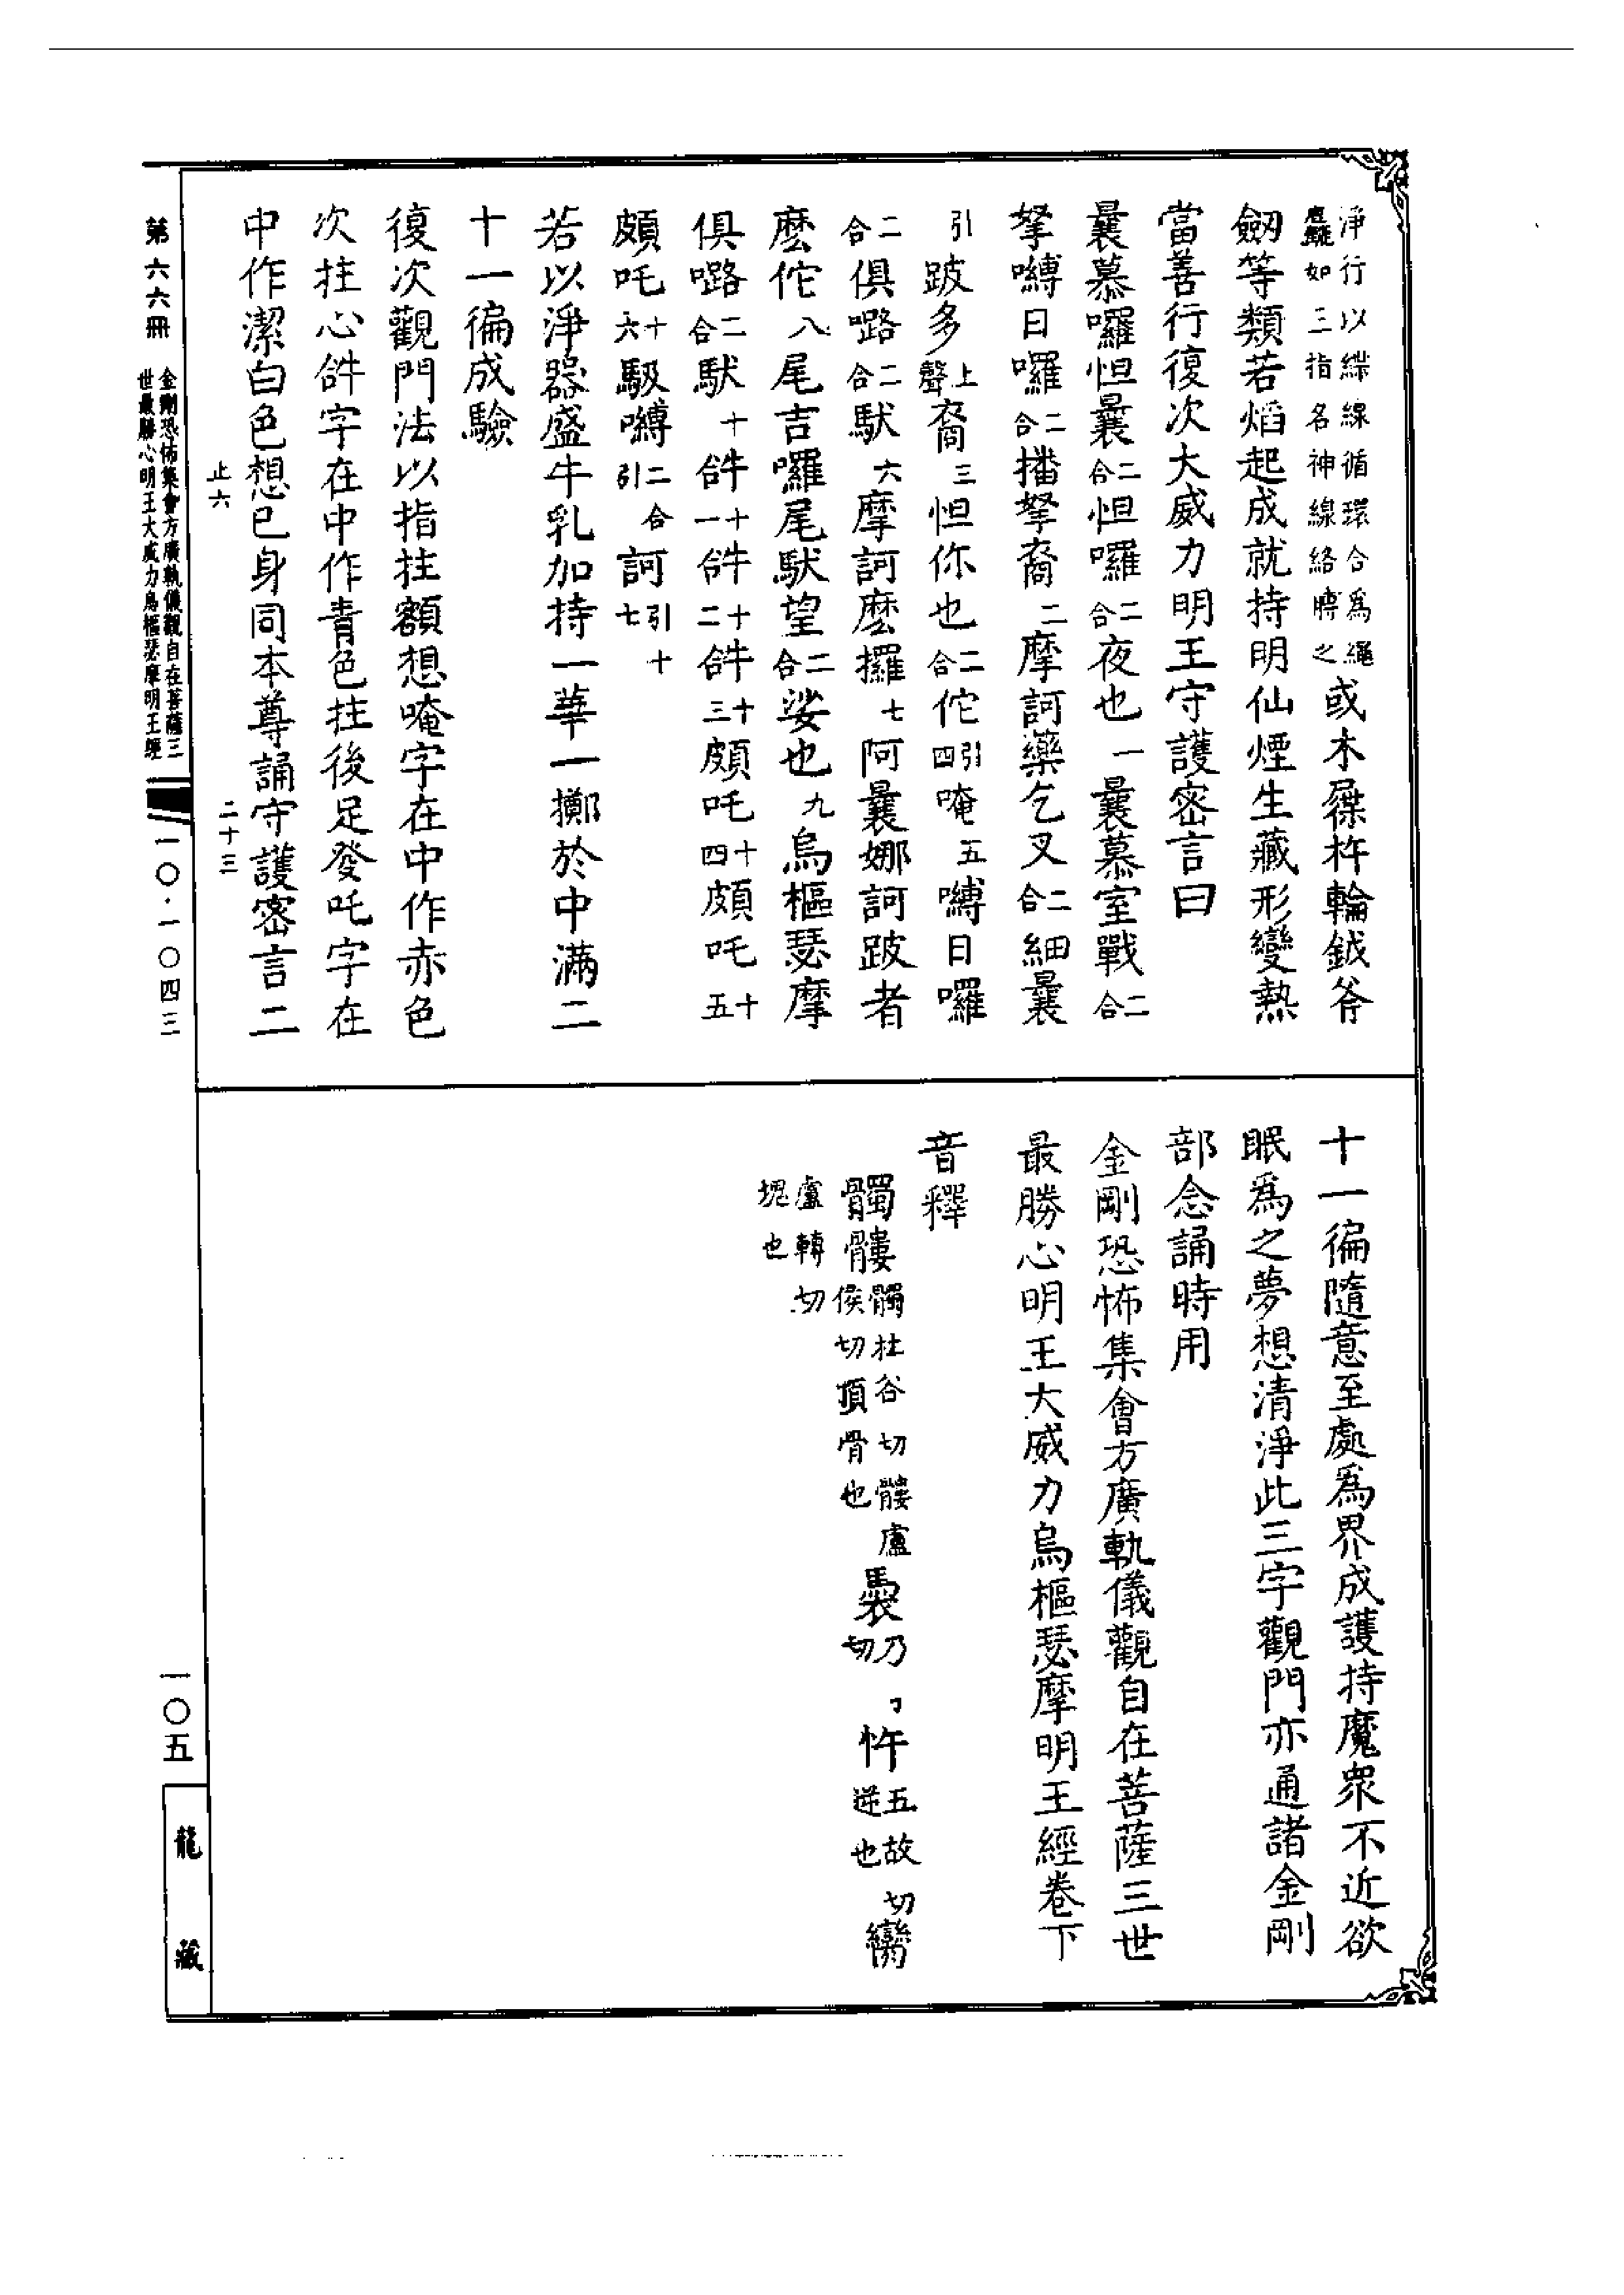 淨行以緤線循環合為繩麤如三指名神線絡膊之或木屧杵輪鉞斧
劒等類若焰起成就持明仙煙生藏形變熱
當善行復次大威力明王守護密言曰
曩慕囉怛曩二合怛囉二合夜也一曩慕室戰二合
拏嚩日囉二合播拏裔二摩訶藥乞叉二合細曩
引跛多上聲裔三怛你也二合佗引四唵五嚩日囉
二合俱嚕二合馱六摩訶麼攞七阿曩娜訶跛者
麼佗八尾吉囉尾馱望二合娑也九烏樞瑟摩
俱嚕二合馱十𤙖十一𤙖十二𤙖十三頗吒十四頗吒十五
頗吒十六馺嚩二合引訶引十七
若以淨器盛牛乳加持一華一擲於中滿二
十一徧成驗
復次觀門法以指拄額想唵字在中作赤色
次拄心𤙖字在中作青色拄後足發吒字在
中作潔白色想已身同本尊誦守護密言二
止六
二十三
十一徧隨意至處為界成護持魔眾不近欲
眠為之夢想清淨此三字觀門亦通諸金剛
部念誦時用
金剛恐怖集會方廣軌儀觀自在菩薩三世
最勝心明王大威力烏樞瑟摩明王經卷下
音釋
髑髏髑杜谷切髏盧侯切頂骨也褭乃切忤五故切逆也臠
盧轉切塊也
第六六冊
金剛恐怖集會方廣軌儀觀自在菩薩三
世最勝心明王大威力烏樞瑟摩明王經
一〇·一〇四三
一〇五
龍藏